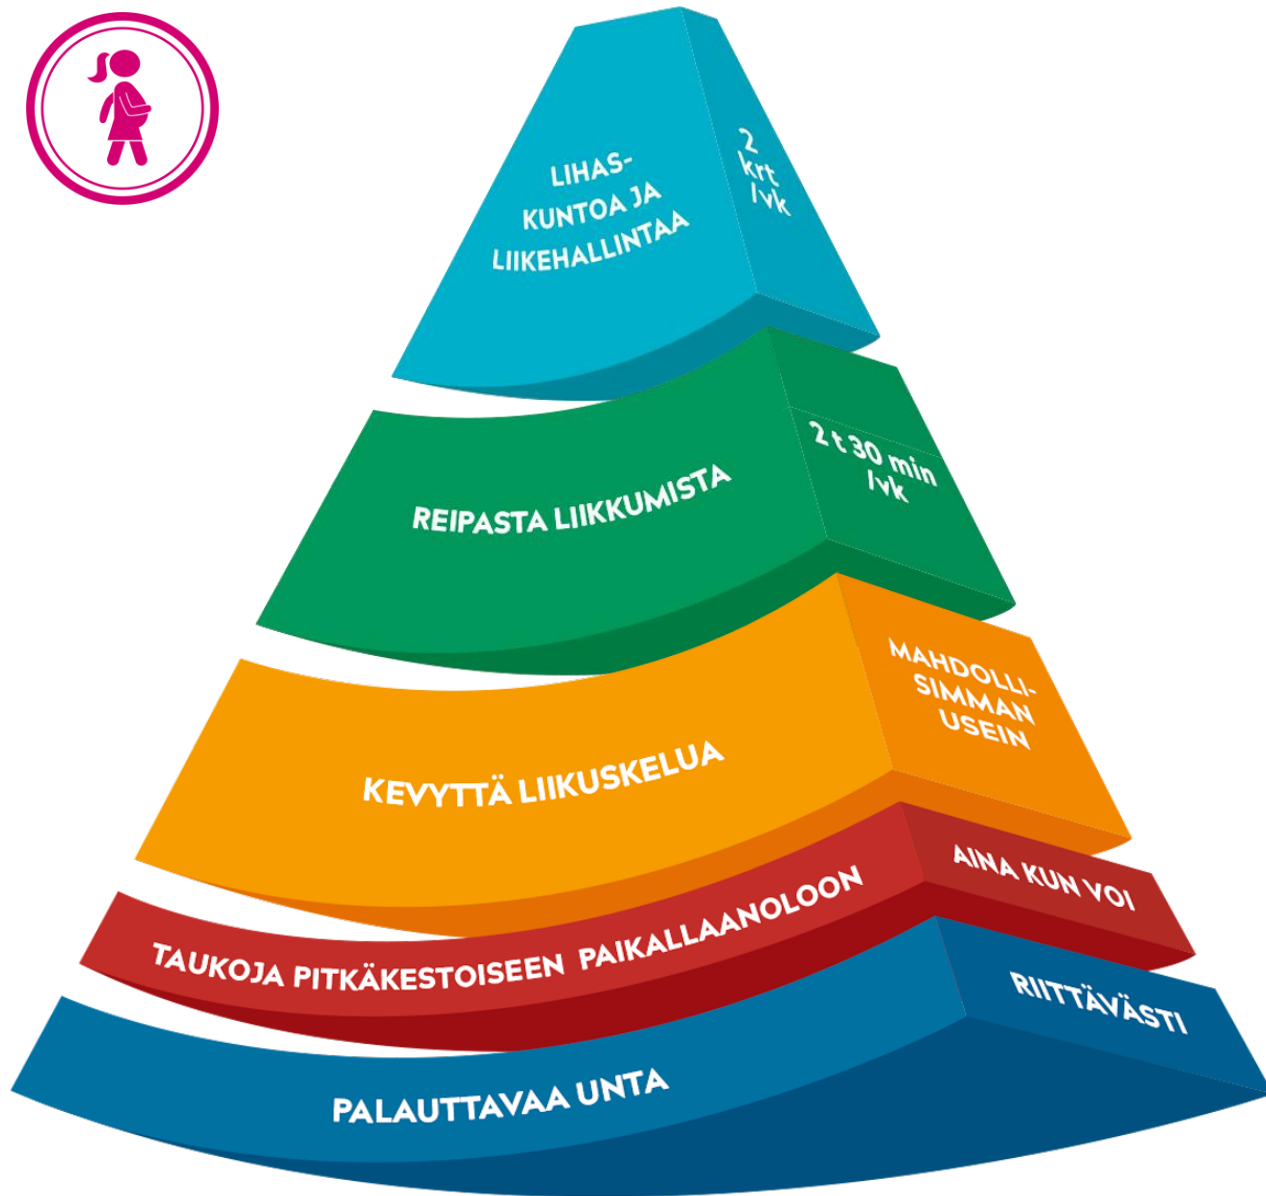 LIHAS-
KUNTOA JA
LIIKEHALLINTAA
2
krt
/vk
REIPASTA LIIKKUMISTA
2 t 30 min
/vk
KEVYTTÄ LIIKUSKELUA
MAHDOLLI-
SIMMAN
USEIN
TAUKOJA PITKÄKESTOISEEN PAIKALLAANOLOON
AINA KUN VOI
PALAUTTAVAA UNTA
RIITTÄVÄSTI